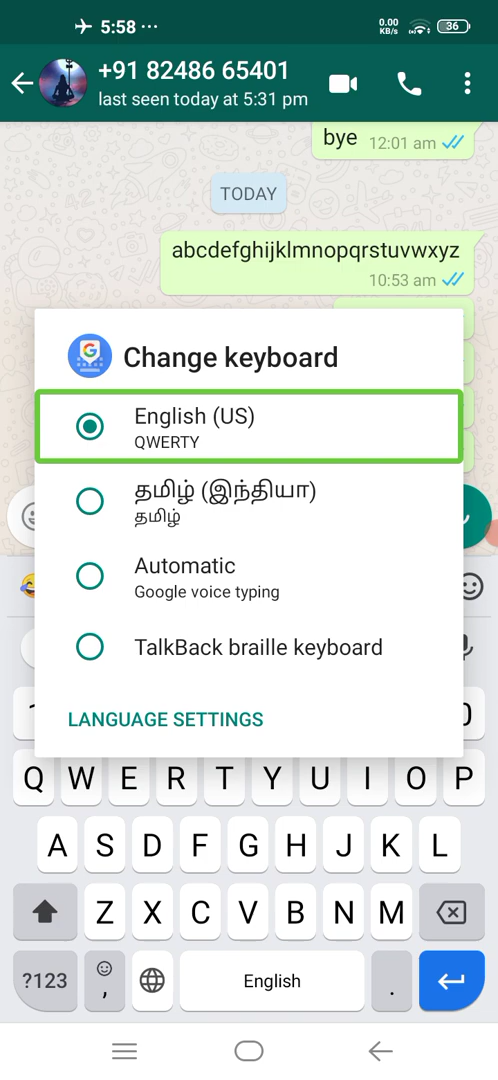 5:58 ...
0.00
KB/s
36
+91 82486 65401
last seen today at 5:31 pm
bye 12:01 am
TODAY
abcdefghijklmnopqrstuvwxyz
10:53 am
Change keyboard
English (US)
QWERTY
தமிழ் (இந்தியா)
தமிழ்
Automatic
Google voice typing
TalkBack braille keyboard
LANGUAGE SETTINGS
Q W E R T Y U I O P
A S D F G H J K L
Z X C V B N M
?123 , English .